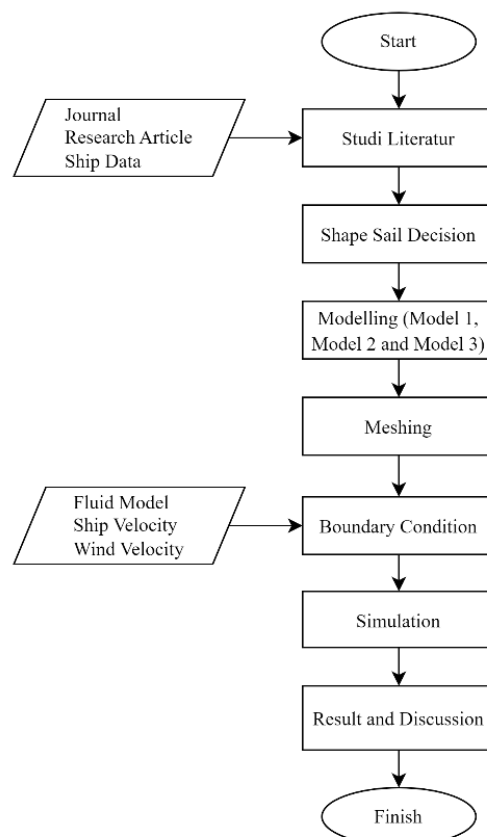 Start
Journal
Research Article
Ship Data
Studi Literatur
Shape Sail Decision
Modelling (Model 1,
Model 2 and Model 3)
Meshing
Fluid Model
Ship Velocity
Wind Velocity
Boundary Condition
Simulation
Result and Discussion
Finish